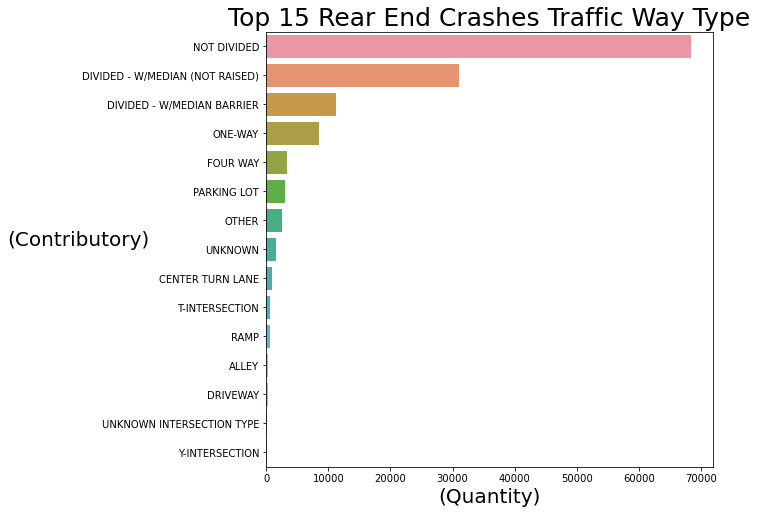 Top 15 Rear End Crashes Traffic Way Type
NOT DIVIDED
DIVIDED - W/MEDIAN (NOT RAISED)
DIVIDED - W/MEDIAN BARRIER
ONE-WAY
FOUR WAY
PARKING LOT
OTHER
(Contributory)
UNKNOWN
CENTER TURN LANE
T-INTERSECTION
RAMP
ALLEY
DRIVEWAY
UNKNOWN INTERSECTION TYPE
Y-INTERSECTION
0 10000 20000 30000 40000 50000 60000 70000
(Quantity)